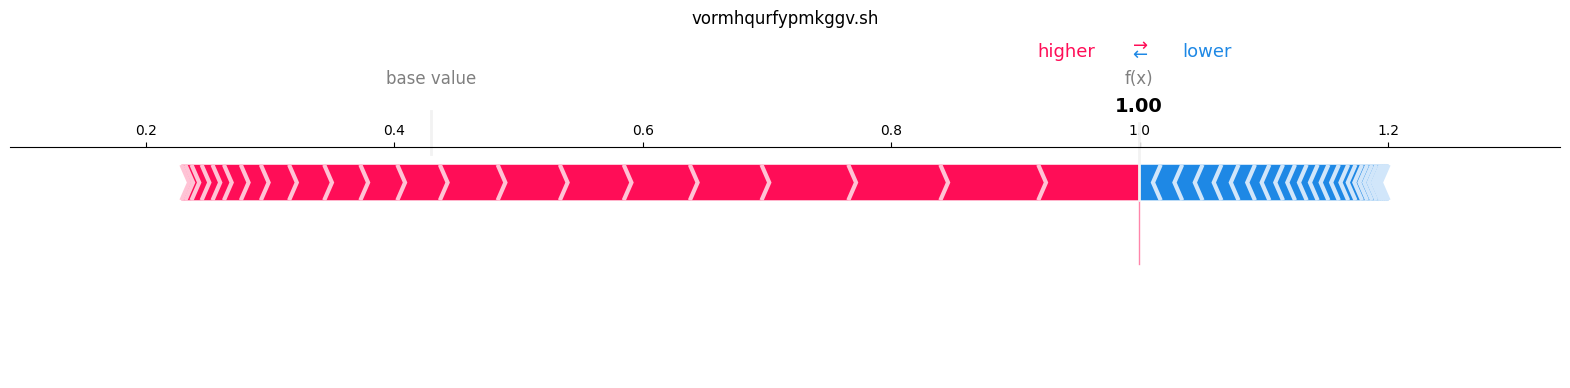 vormhqurfypmkggv.sh
higher → ← lower
base value f(x)
1.00
0.2 0.4 0.6 0.8 1.0 1.2